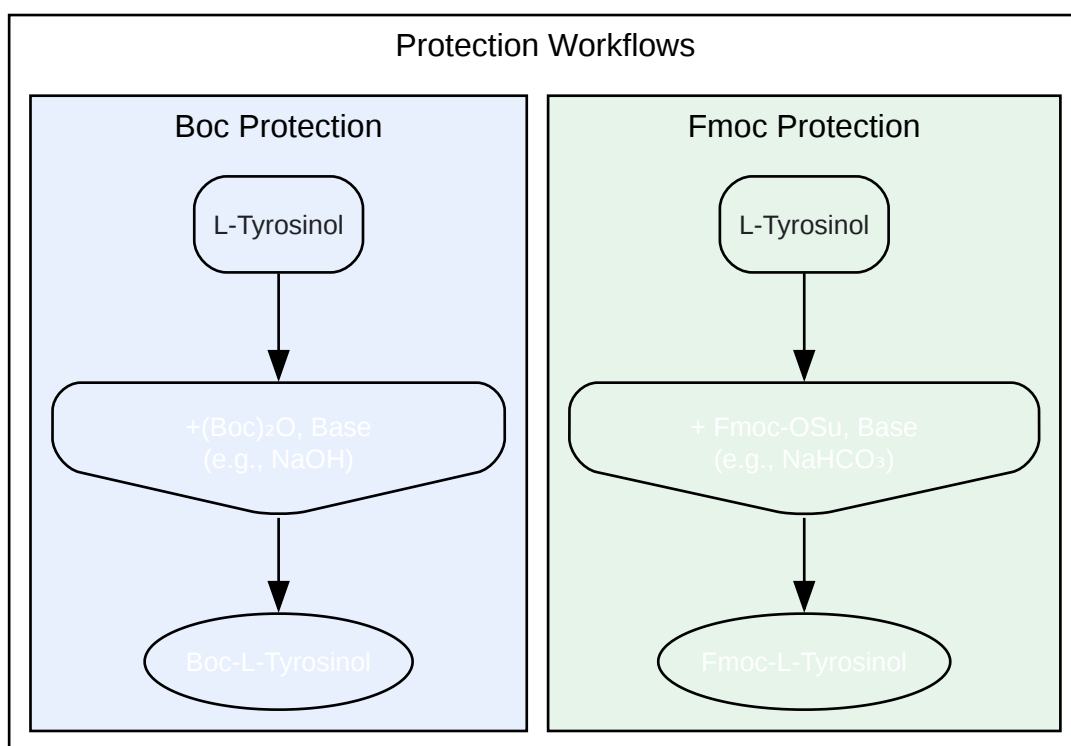 Protection Workflows
Boc Protection
L-Tyrosinol
+(Boc)₂O, Base
(e.g., NaOH)
Boc-L-Tyrosinol
Fmoc Protection
L-Tyrosinol
+ Fmoc-OSu, Base
(e.g., NaHCO₃)
Fmoc-L-Tyrosinol